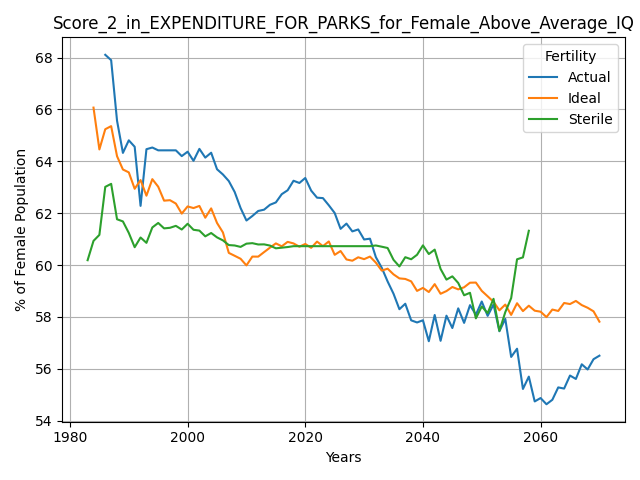 Score_2_in_EXPENDITURE_FOR_PARKS_for_Female_Above_Average_IQ
Fertility
Actual
Ideal
Sterile
% of Female Population
68
66
64
62
60
58
56
54
1980
2000
2020
2040
2060
Years